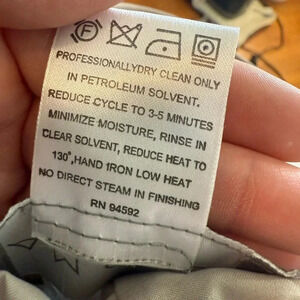 F
PROFESSIONALLYDRY CLEAN ONLY
IN PETROLEUM SOLVENT.
REDUCE CYCLE TO 3-5 MINUTES
MINIMIZE MOISTURE, RINSE IN
CLEAR SOLVENT, REDUCE HEAT TO
130°,HAND IRON LOW HEAT
NO DIRECT STEAM IN FINISHING
RN 94592